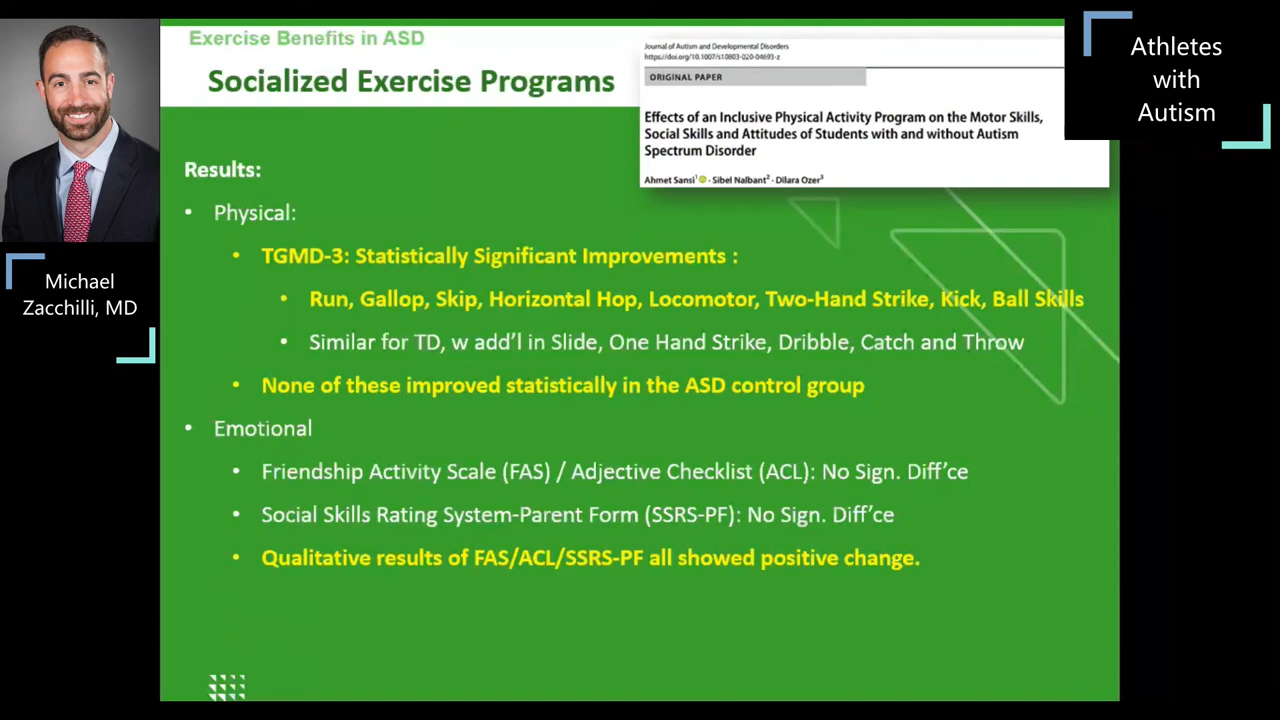 Exercise Benefits in ASD
Socialized Exercise Programs
Journal of Autism and Developmental Disorders
https://doi.org/10.1007/s10803-020-04693-z
ORIGINAL PAPER
Effects of an Inclusive Physical Activity Program on the Motor Skills,
Social Skills and Attitudes of Students with and without Autism
Spectrum Disorder
Ahmet Sansi1 · Sibel Nalbant2 · Dilara Ozer3
Athletes
with
Autism
Michael
Zacchilli, MD
Results:
• Physical:
• TGMD-3: Statistically Significant Improvements :
• Run, Gallop, Skip, Horizontal Hop, Locomotor, Two-Hand Strike, Kick, Ball Skills
• Similar for TD, w add'l in Slide, One Hand Strike, Dribble, Catch and Throw
• None of these improved statistically in the ASD control group
• Emotional
• Friendship Activity Scale (FAS) / Adjective Checklist (ACL): No Sign. Diff'ce
• Social Skills Rating System-Parent Form (SSRS-PF): No Sign. Diff'ce
• Qualitative results of FAS/ACL/SSRS-PF all showed positive change.